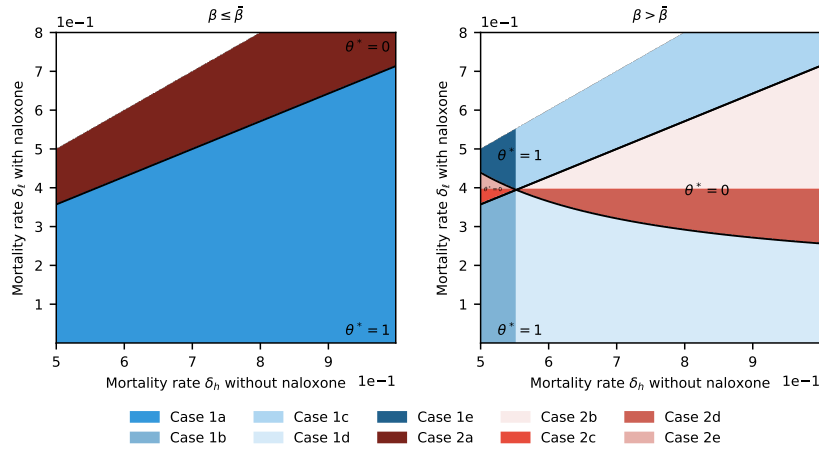 β ≤ β̄
β > β̄
1e−1
1e−1
8
7
6
5
4
3
2
1
Mortality rate δℓ with naloxone
θ* = 0
θ* = 1
5
6
7
8
9
Mortality rate δh without naloxone
1e−1
8
7
6
5
4
3
2
1
Mortality rate δℓ with naloxone
θ* = 1
θ* = 0
θ* = 0
θ* = 1
5
6
7
8
9
Mortality rate δh without naloxone
1e−1
Case 1a
Case 1c
Case 1e
Case 2b
Case 2d
Case 1b
Case 1d
Case 2a
Case 2c
Case 2e